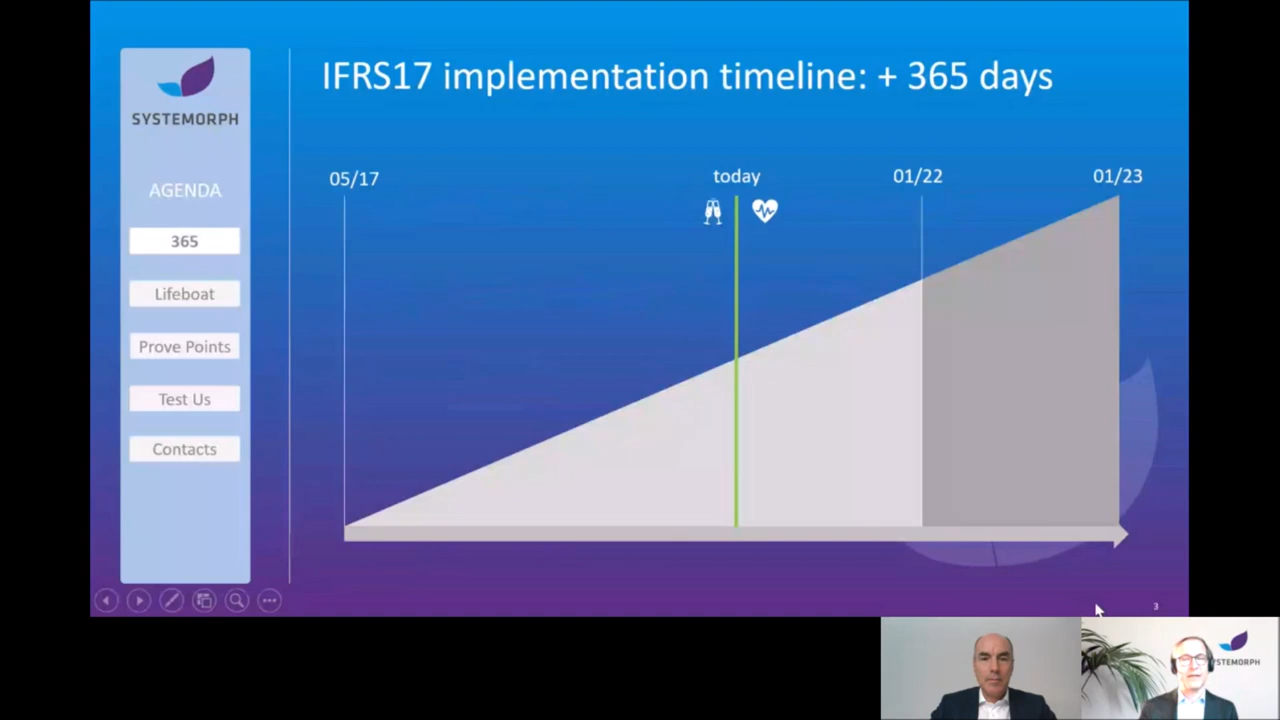 IFRS17 implementation timeline: + 365 days
SYSTEMORPH
AGENDA
365
Lifeboat
Prove Points
Test Us
Contacts
05/17
today
01/22
01/23
3
YSTEMORPH